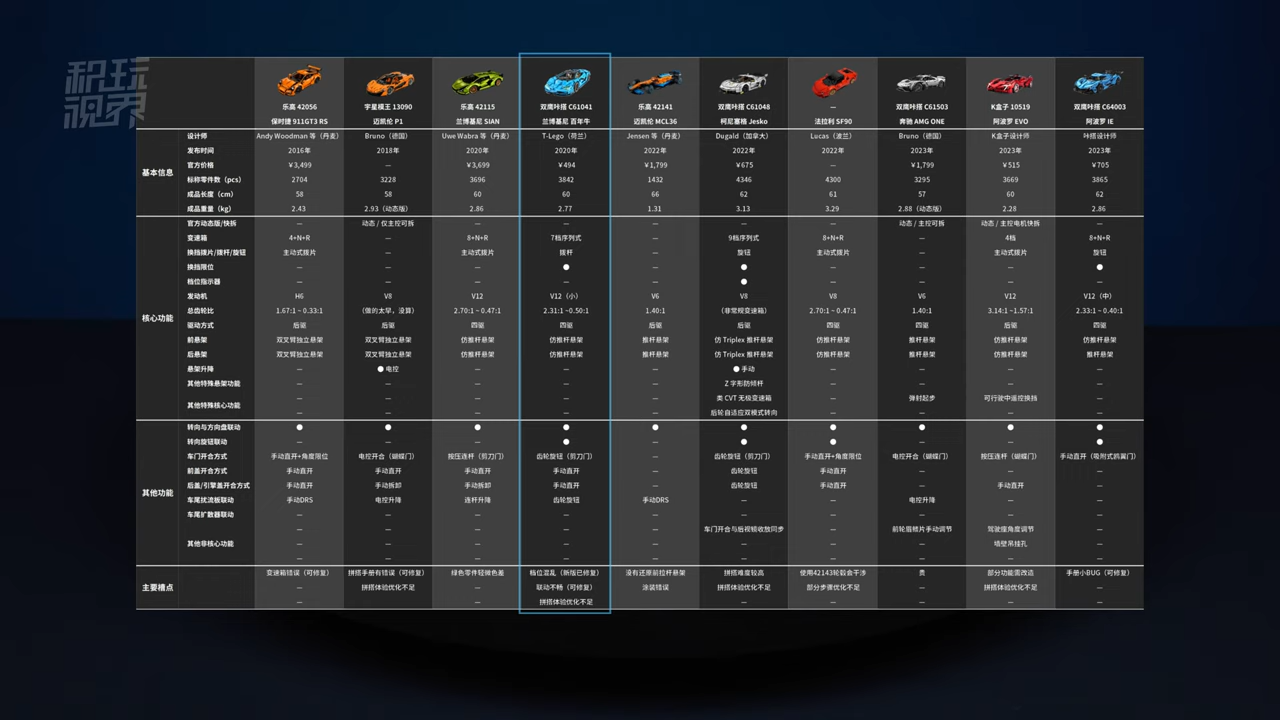 积玩
视界
乐高 42056 宇星模王 13090 乐高 42115 双鹰咔搭 C61041 乐高 42141 双鹰咔搭 C61048 — 双鹰咔搭 C61503 K盒子 10519 双鹰咔搭 C64003
保时捷 911GT3 RS 迈凯伦 P1 兰博基尼 SIAN 兰博基尼 百年牛 迈凯伦 MCL36 柯尼塞格 Jesko 法拉利 SF90 奔驰 AMG ONE 阿波罗 EVO 阿波罗 IE
基本信息
设计师 Andy Woodman 等（丹麦） Bruno（德国） Uwe Wabra 等（丹麦） T-Lego（荷兰） Jensen 等（丹麦） Dugald（加拿大） Lucas（波兰） Bruno（德国） K盒子设计师 咔搭设计师
发布时间 2016年 2018年 2020年 2020年 2022年 2022年 2022年 2023年 2023年 2023年
官方价格 ￥3,499 — ￥3,699 ￥494 ￥1,799 ￥675 — ￥1,799 ￥515 ￥705
标称零件数（pcs） 2704 3228 3696 3842 1432 4346 4300 3295 3669 3865
成品长度（cm） 58 58 60 60 66 62 61 57 60 62
成品重量（kg） 2.43 2.93（动态版） 2.86 2.77 1.31 3.13 3.29 2.88（动态版） 2.28 2.86
核心功能
官方动态版/快拆 — 动态 / 仅主控可拆 — — — — — 动态 / 主控可拆 动态 / 主控电机快拆 —
变速箱 4+N+R — 8+N+R 7档序列式 — 9档序列式 8+N+R — 4档 8+N+R
换挡拨片/拨杆/旋钮 主动式拨片 — 主动式拨片 拨杆 — 旋钮 主动式拨片 — 主动式拨片 旋钮
换挡限位 — — — ● — ● — — — ●
档位指示器 — — — — — ● — — — —
发动机 H6 V8 V12 V12（小） V6 V8 V8 V6 V12 V12（中）
总齿轮比 1.67:1 ~ 0.33:1 （做的太早，没算） 2.70:1 ~ 0.47:1 2.31:1 ~0.50:1 1.40:1 （非常规变速箱） 2.70:1 ~ 0.47:1 1.40:1 3.14:1 ~1.57:1 2.33:1 ~ 0.40:1
驱动方式 后驱 后驱 四驱 四驱 后驱 后驱 四驱 四驱 后驱 四驱
前悬架 双叉臂独立悬架 双叉臂独立悬架 仿推杆悬架 仿推杆悬架 推杆悬架 仿 Triplex 推杆悬架 仿推杆悬架 推杆悬架 仿推杆悬架 仿推杆悬架
后悬架 双叉臂独立悬架 双叉臂独立悬架 仿推杆悬架 仿推杆悬架 推杆悬架 仿 Triplex 推杆悬架 仿推杆悬架 推杆悬架 仿推杆悬架 推杆悬架
悬架升降 — ● 电控 — — — ● 手动 — — — —
其他特殊悬架功能 — — — — — Z 字形防倾杆 — — — —
其他特殊核心功能 — — — — — 类 CVT 无极变速箱 — 弹射起步 可行驶中遥控换挡 —
— — — — — 后轮自适应双模式转向 — — — —
其他功能
转向与方向盘联动 ● ● ● ● ● ● ● ● ● ●
转向旋钮联动 — — — ● — ● ● — — ●
车门开合方式 手动直开+角度限位 电控开合（蝴蝶门） 按压连杆（剪刀门） 齿轮旋钮（剪刀门） — 齿轮旋钮（剪刀门） 手动直开+角度限位 电控开合（蝴蝶门） 按压连杆（蝴蝶门） 手动直开（吸附式鸥翼门）
前盖开合方式 手动直开 手动直开 手动直开 手动直开 — 齿轮旋钮 手动直开 — — —
后盖/引擎盖开合方式 手动直开 手动拆卸 手动拆卸 手动直开 — 齿轮旋钮 手动直开 — 手动直开 —
车尾扰流板联动 手动DRS 电控升降 连杆升降 齿轮旋钮 手动DRS — — 电控升降 — —
车尾扩散器联动 — — — — — — — — — —
其他非核心功能 — — — — — 车门开合与后视镜收放同步 — 前轮眉鳍片手动调节 驾驶座角度调节 —
— — — — — — — — 墙壁吊挂孔 —
— — — — — — — — — —
主要槽点
变速箱错误（可修复） 拼搭手册有错误（可修复） 绿色零件轻微色差 档位混乱（新版已修复） 没有还原前拉杆悬架 拼搭难度较高 使用42143轮毂会干涉 贵 部分功能需改造 手册小BUG（可修复）
— 拼搭体验优化不足 — 联动不畅（可修复） 涂装错误 拼搭体验优化不足 部分步骤优化不足 — 拼搭体验优化不足 —
— — — 拼搭体验优化不足 — — — — — —